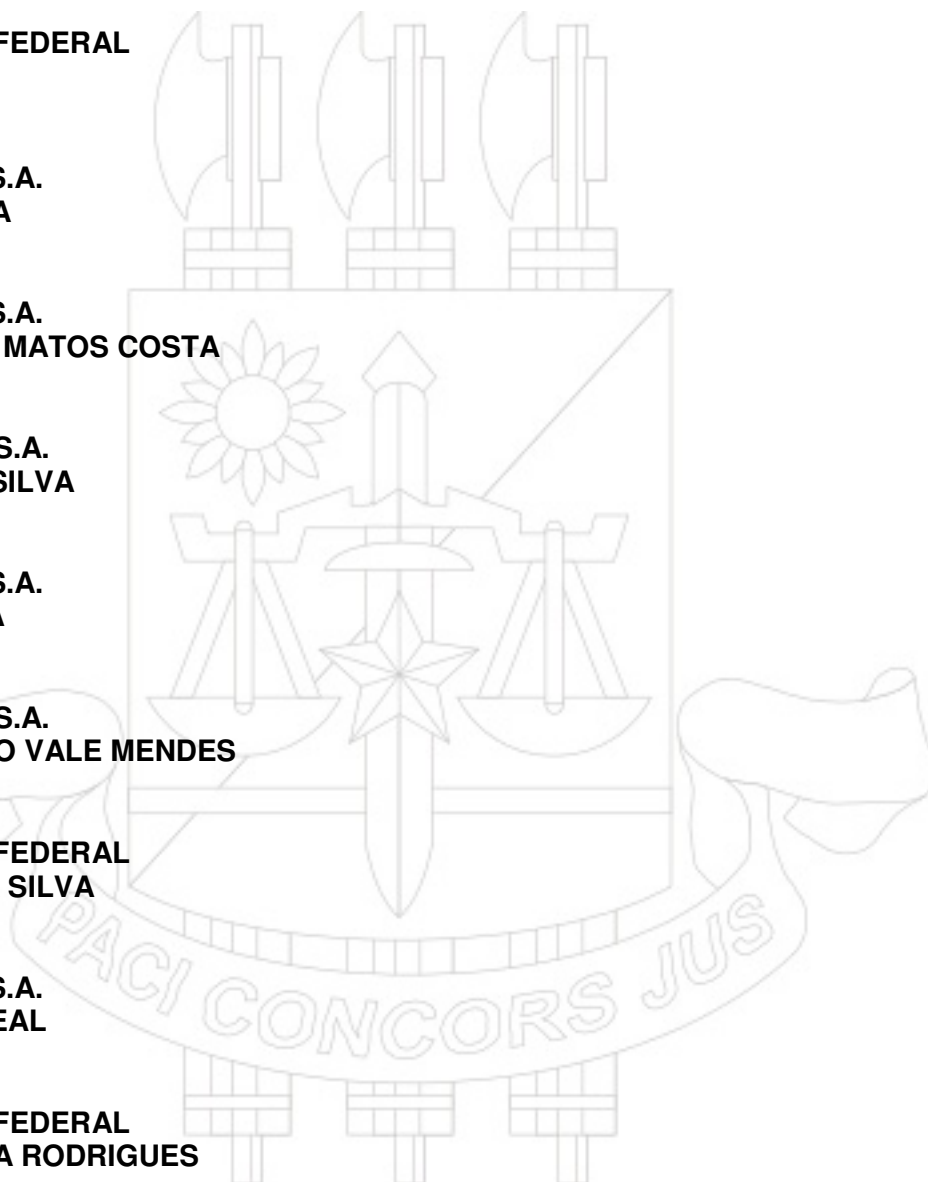 FEDERAL
S.A.
A
S.A.
MATOS COSTA
S.A.
SILVA
S.A.
A
S.A.
O VALE MENDES
FEDERAL
SILVA
S.A.
EAL
FEDERAL
A RODRIGUES
PACI CONCORS JUS